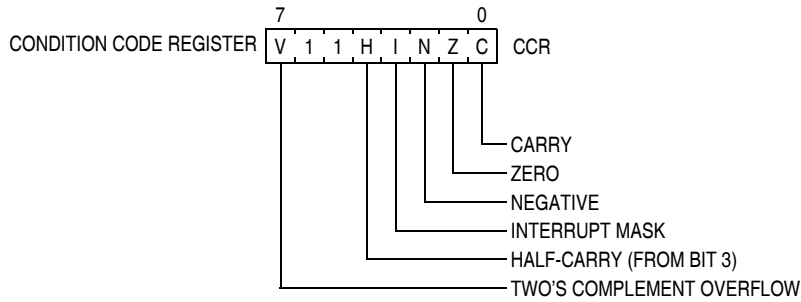 7 0
CONDITION CODE REGISTER V 1 1 H I N Z C CCR
CARRY
ZERO
NEGATIVE
INTERRUPT MASK
HALF-CARRY (FROM BIT 3)
TWO'S COMPLEMENT OVERFLOW